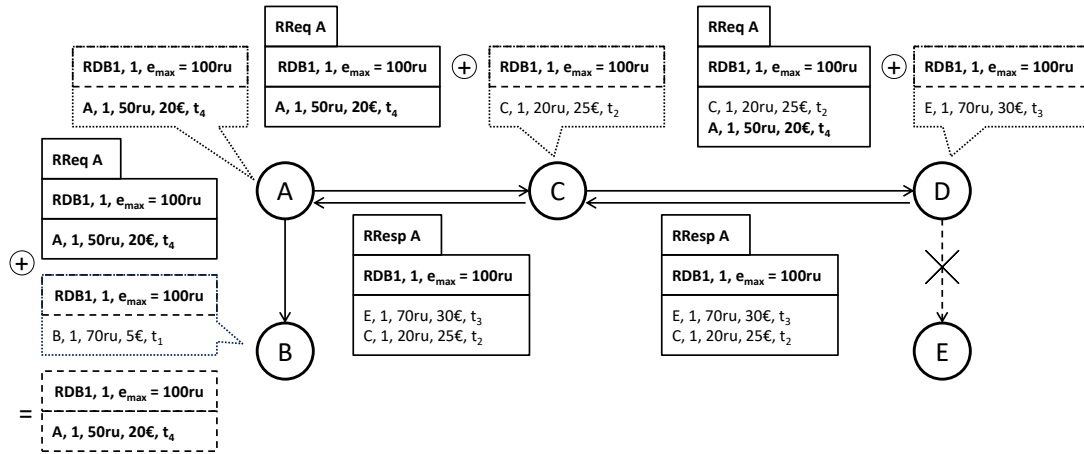 RReq A
RDB1, 1, eₘₐₓ = 100ru
A, 1, 50ru, 20€, t₄
RDB1, 1, eₘₐₓ = 100ru
A, 1, 50ru, 20€, t₄
+
RDB1, 1, eₘₐₓ = 100ru
C, 1, 20ru, 25€, t₂
RReq A
RDB1, 1, eₘₐₓ = 100ru
C, 1, 20ru, 25€, t₂
A, 1, 50ru, 20€, t₄
+
RDB1, 1, eₘₐₓ = 100ru
E, 1, 70ru, 30€, t₃
RReq A
RDB1, 1, eₘₐₓ = 100ru
A, 1, 50ru, 20€, t₄
+
RDB1, 1, eₘₐₓ = 100ru
B, 1, 70ru, 5€, t₁
=
RDB1, 1, eₘₐₓ = 100ru
A, 1, 50ru, 20€, t₄
A
C
D
B
E
RResp A
RDB1, 1, eₘₐₓ = 100ru
E, 1, 70ru, 30€, t₃
C, 1, 20ru, 25€, t₂
RResp A
RDB1, 1, eₘₐₓ = 100ru
E, 1, 70ru, 30€, t₃
C, 1, 20ru, 25€, t₂